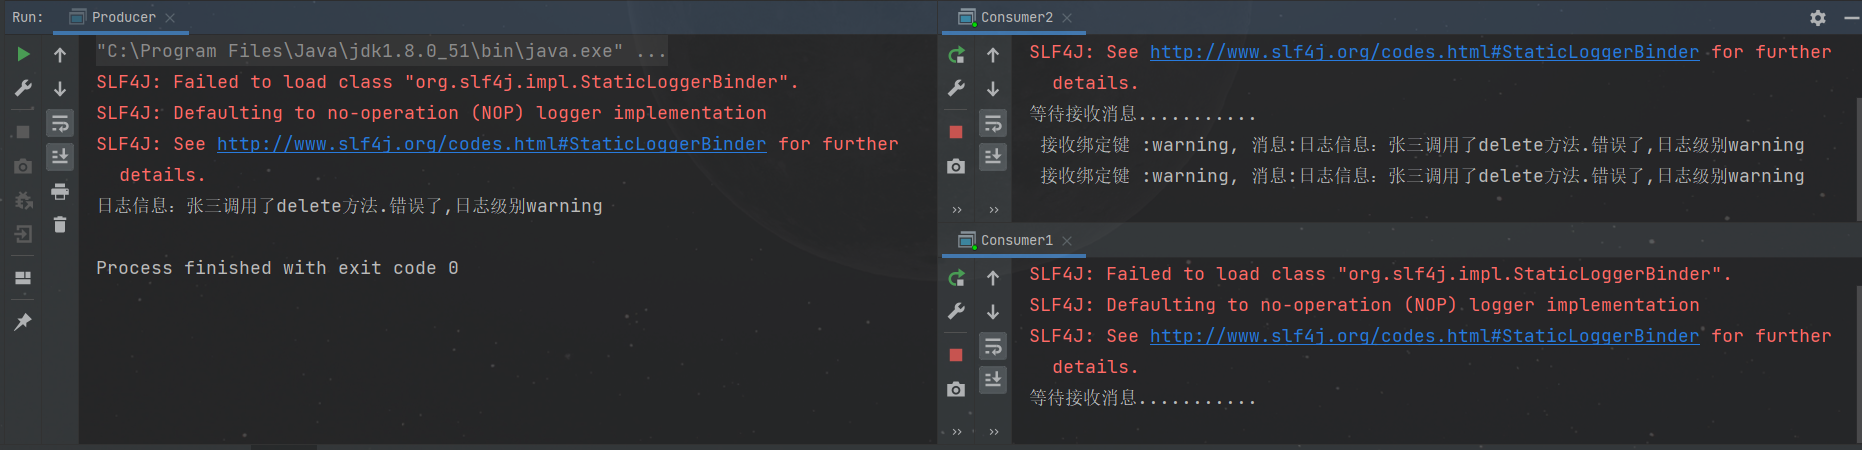 Run: Producer
"C:\Program Files\Java\jdk1.8.0_51\bin\java.exe" ...
SLF4J: Failed to load class "org.slf4j.impl.StaticLoggerBinder".
SLF4J: Defaulting to no-operation (NOP) logger implementation
SLF4J: See http://www.slf4j.org/codes.html#StaticLoggerBinder for further
details.
日志信息: 张三调用了delete方法.错误了,日志级别warning
Process finished with exit code 0
Consumer2
SLF4J: See http://www.slf4j.org/codes.html#StaticLoggerBinder for further
details.
等待接收消息...........
接收绑定键 :warning, 消息:日志信息: 张三调用了delete方法.错误了,日志级别warning
接收绑定键 :warning, 消息:日志信息: 张三调用了delete方法.错误了,日志级别warning
Consumer1
SLF4J: Failed to load class "org.slf4j.impl.StaticLoggerBinder".
SLF4J: Defaulting to no-operation (NOP) logger implementation
SLF4J: See http://www.slf4j.org/codes.html#StaticLoggerBinder for further
details.
等待接收消息...........